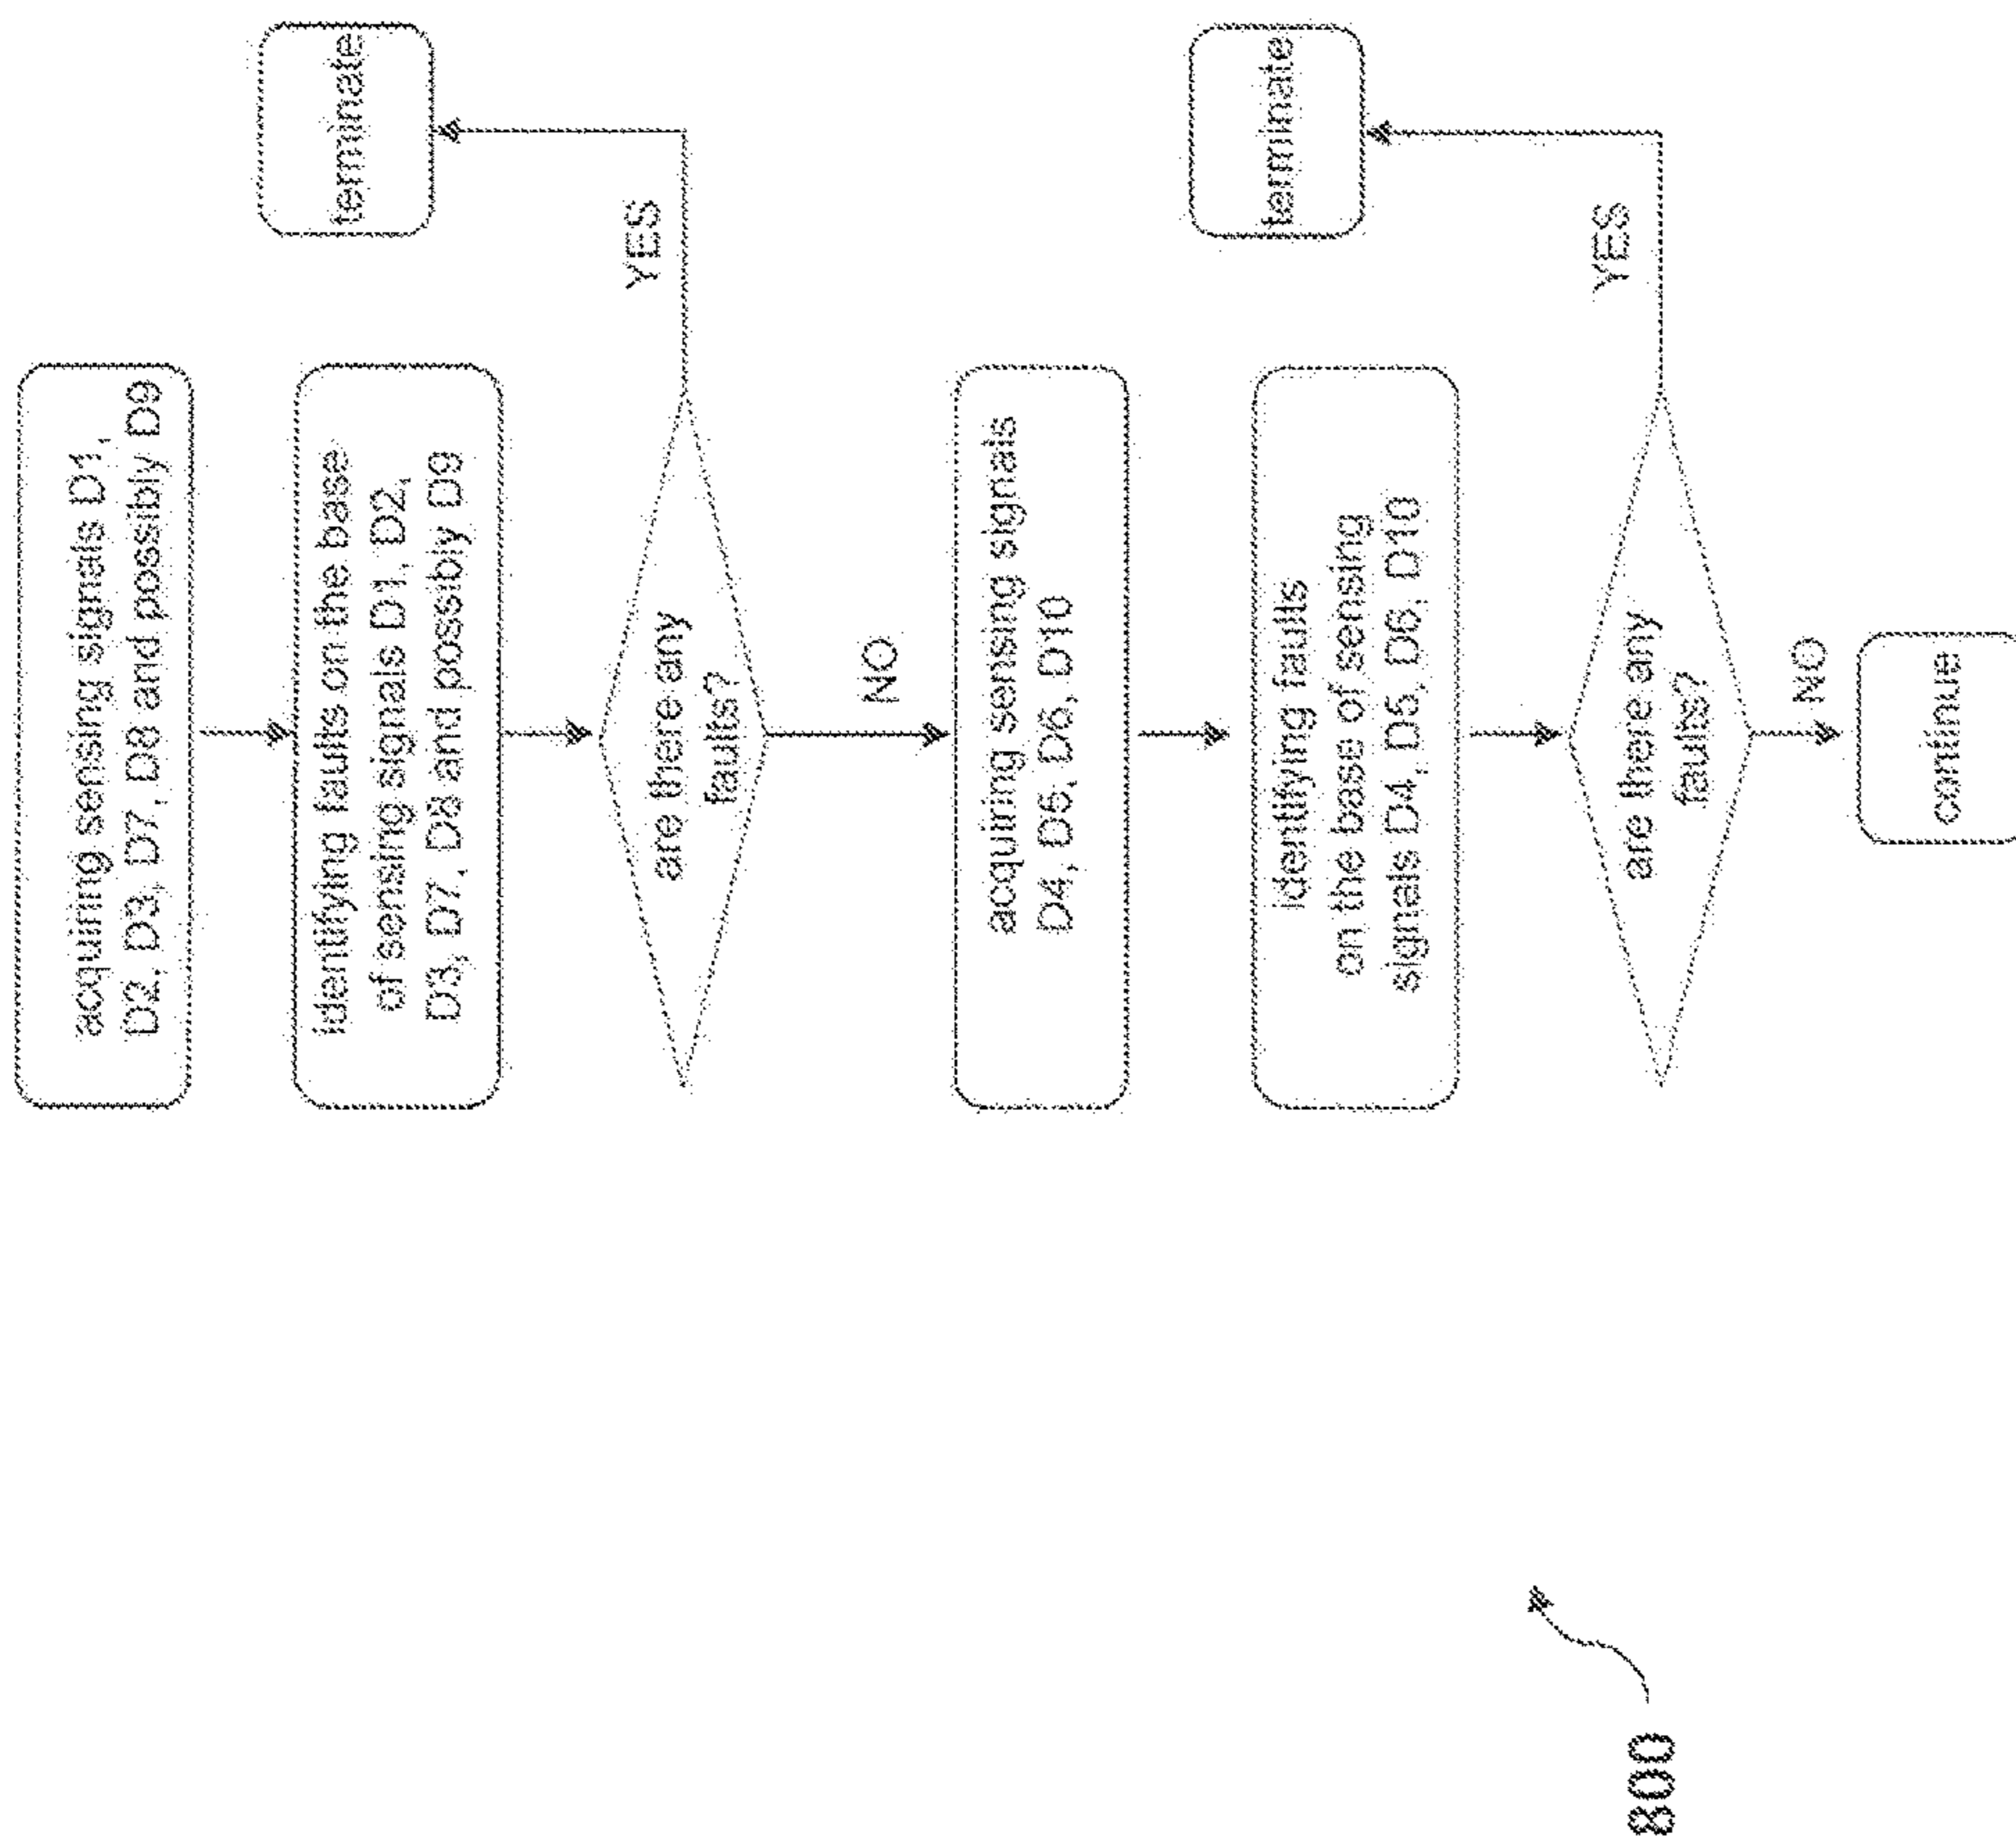 acquiring sensing signals D1,
D2, D3, D7, D8 and possibly D9
identifying faults on the base
of sensing signals D1, D2,
D3, D7, D8 and possibly D9
are there any
faults?
YES
terminate
NO
acquiring sensing signals
D4, D5, D6, D10
identifying faults
on the base of sensing
signals D4, D5, D6, D10
are there any
faults?
YES
terminate
NO
continue
800